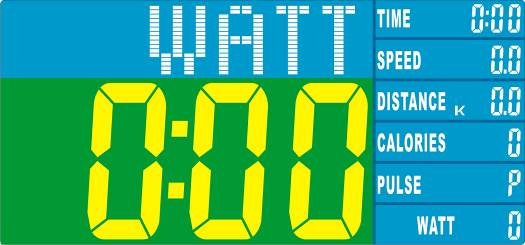 WATT
0:00
TIME 0:00
SPEED 0.0
DISTANCE K 0.0
CALORIES 0
PULSE P
WATT 0